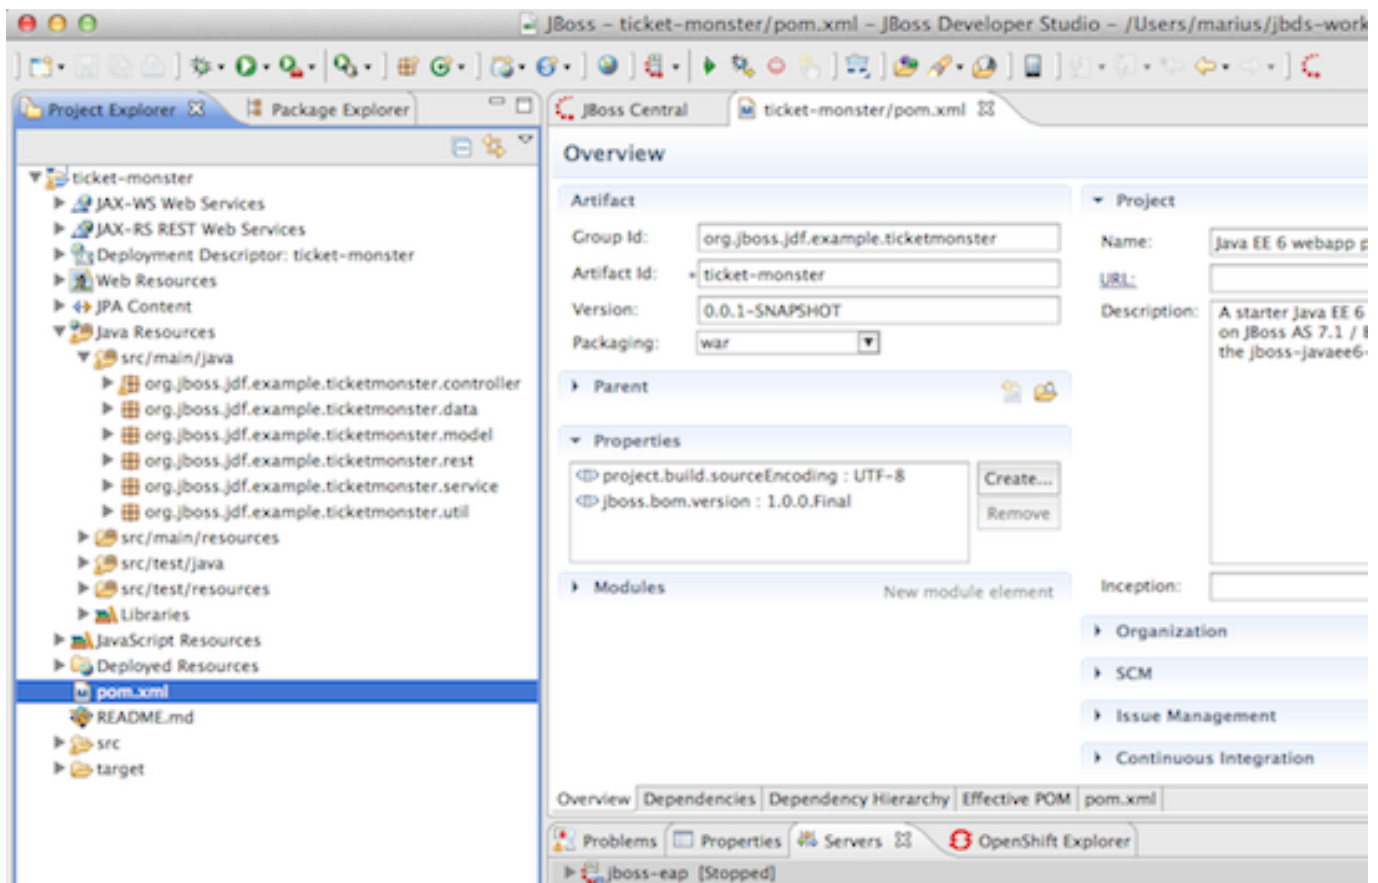 JBoss – ticket-monster/pom.xml – JBoss Developer Studio – /Users/marius/jbds-work
Project Explorer
Package Explorer
ticket-monster
JAX-WS Web Services
JAX-RS REST Web Services
Deployment Descriptor: ticket-monster
Web Resources
JPA Content
Java Resources
src/main/java
org.jboss.jdf.example.ticketmonster.controller
org.jboss.jdf.example.ticketmonster.data
org.jboss.jdf.example.ticketmonster.model
org.jboss.jdf.example.ticketmonster.rest
org.jboss.jdf.example.ticketmonster.service
org.jboss.jdf.example.ticketmonster.util
src/main/resources
src/test/java
src/test/resources
Libraries
JavaScript Resources
Deployed Resources
pom.xml
README.md
src
target
JBoss Central
ticket-monster/pom.xml
Overview
Artifact
Group Id: org.jboss.jdf.example.ticketmonster
Artifact Id: ticket-monster
Version: 0.0.1-SNAPSHOT
Packaging: war
Parent
Properties
project.build.sourceEncoding : UTF-8
jboss.bom.version : 1.0.0.Final
Create...
Remove
Modules
New module element
Project
Name: Java EE 6 webapp p
URL:
Description: A starter Java EE 6
on JBoss AS 7.1 / E
the jboss-javaee6-
Inception:
Organization
SCM
Issue Management
Continuous Integration
Overview Dependencies Dependency Hierarchy Effective POM pom.xml
Problems Properties Servers OpenShift Explorer
jboss-eap [Stopped]